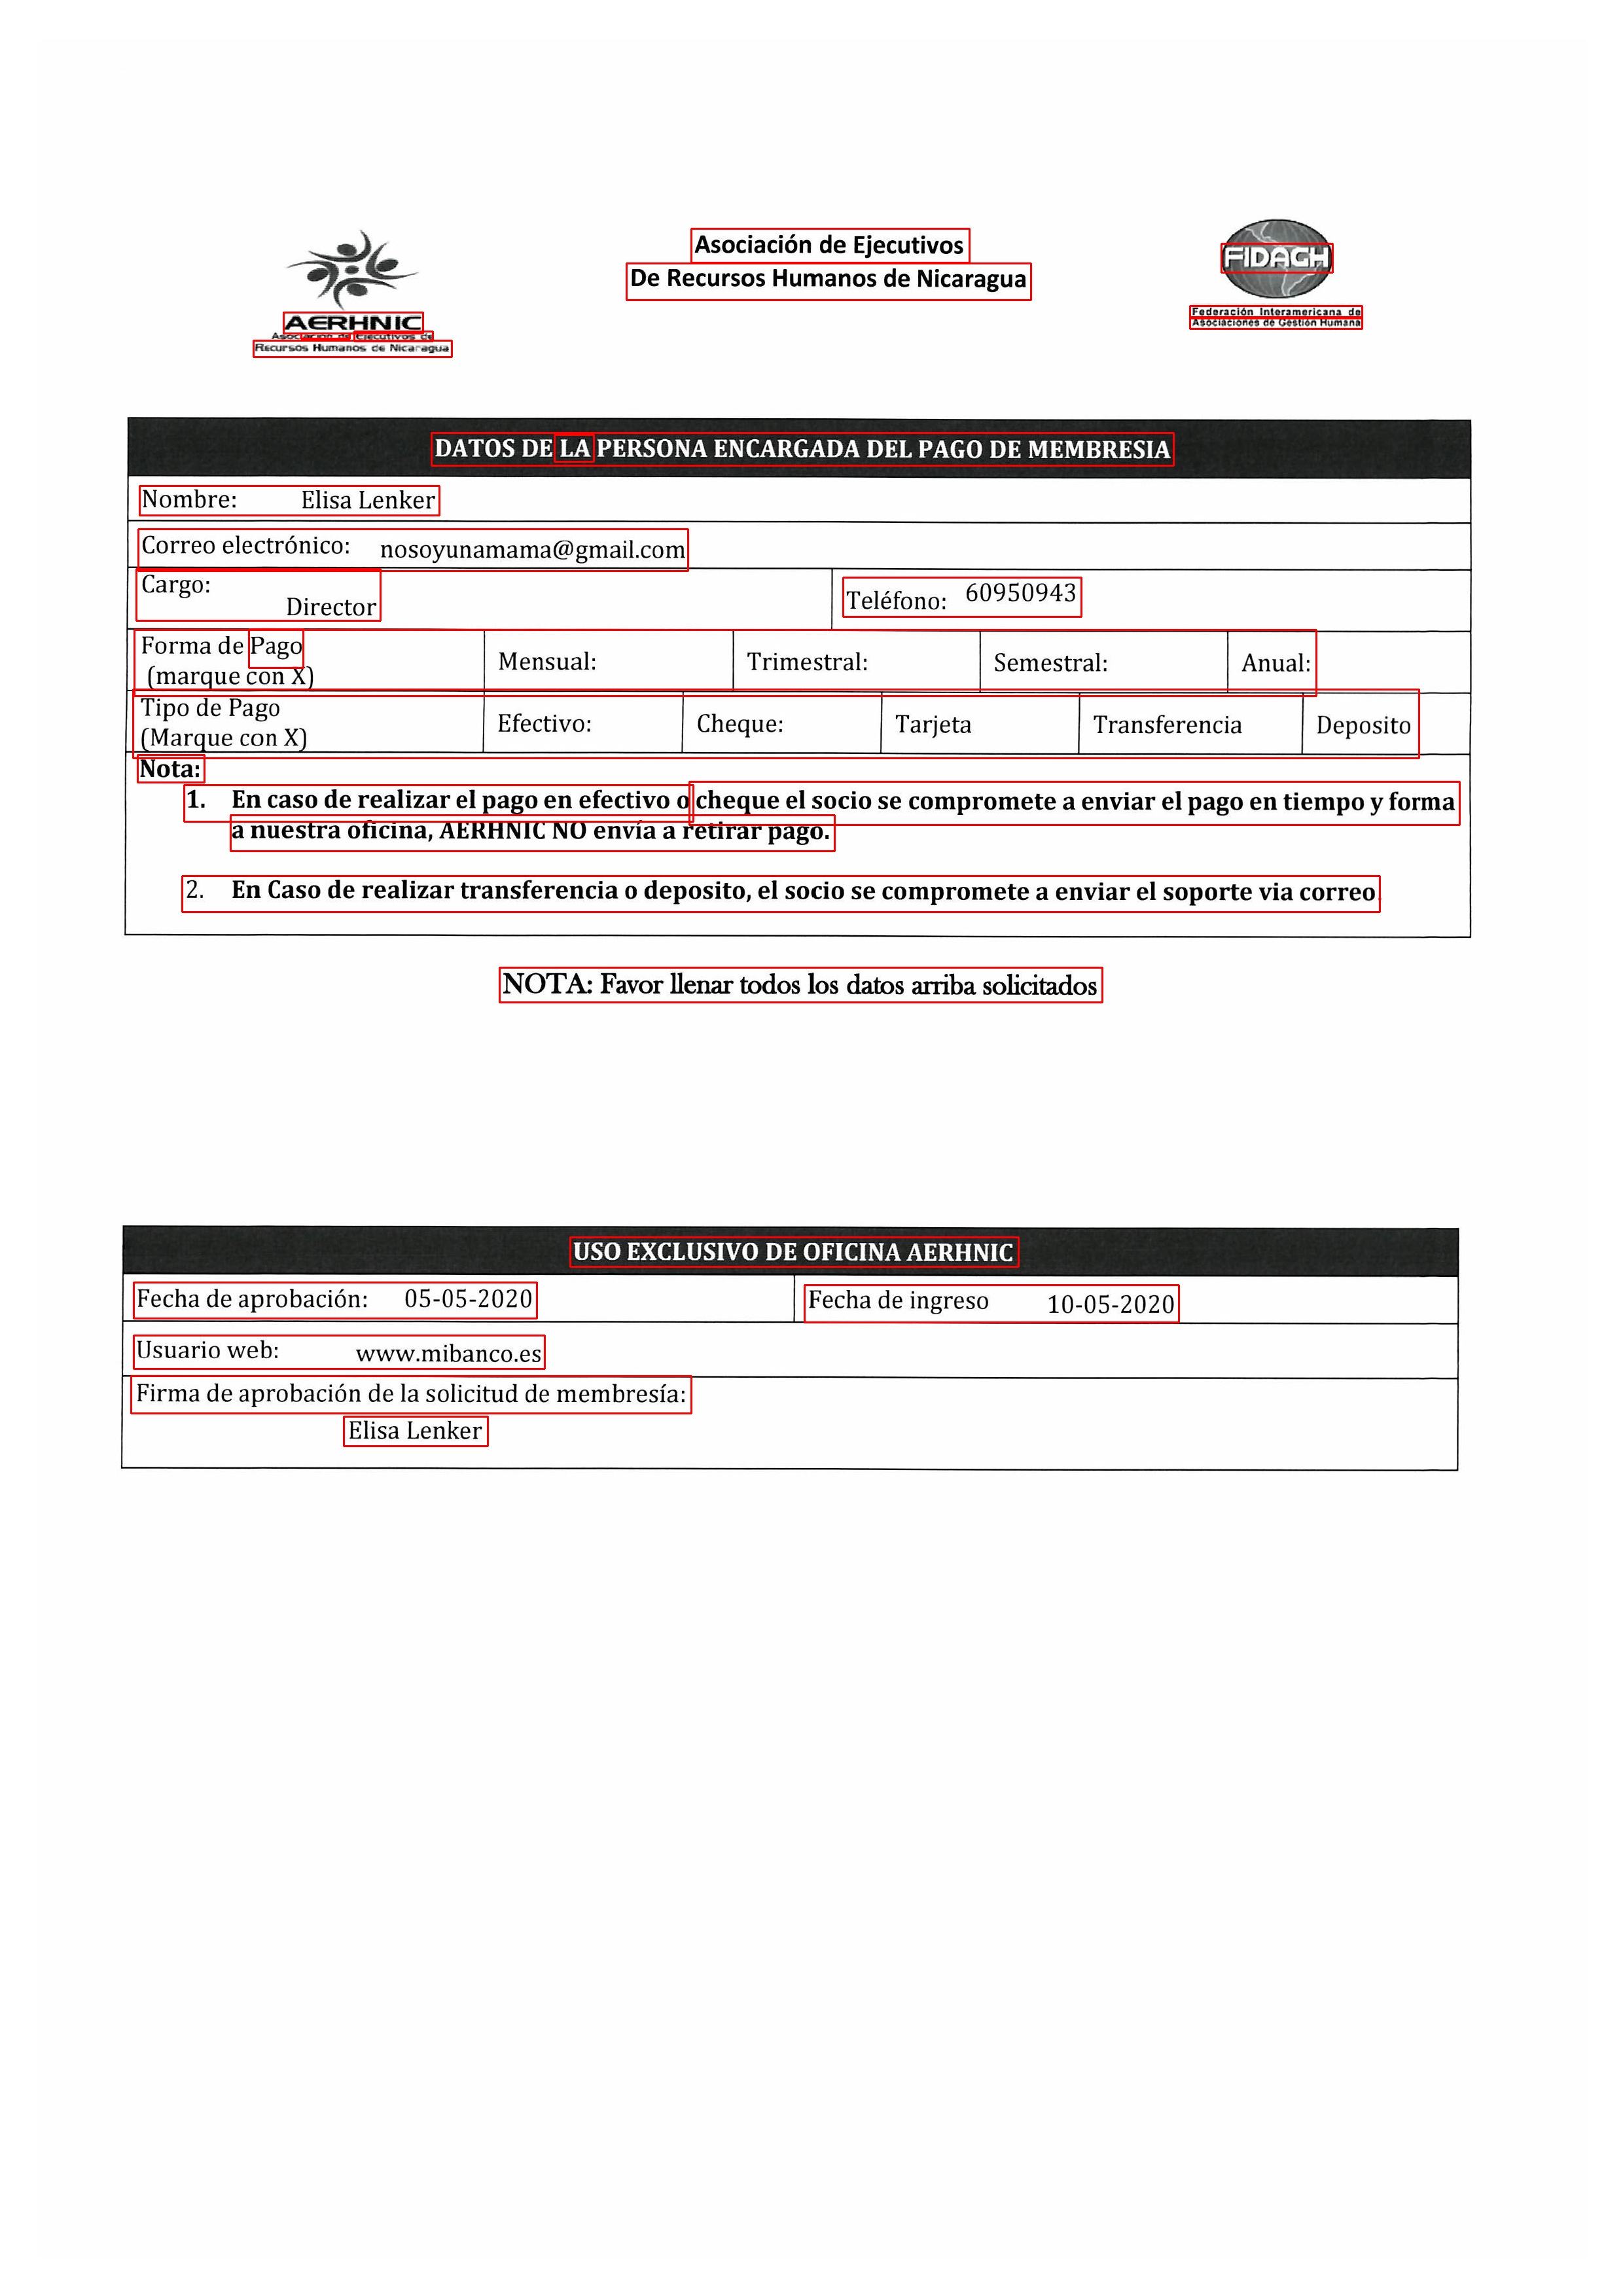 Asociación de Ejecutivos
De Recursos Humanos de Nicaragua
FIDAGH
Federación Interamericana de
Asociaciones de Gestión Humana
AERHNIC
Asociación de Ejecutivos de
Recursos Humanos de Nicaragua
DATOS DE LA PERSONA ENCARGADA DEL PAGO DE MEMBRESIA
Nombre: Elisa Lenker
Correo electrónico: nosoyunamama@gmail.com
Cargo: Director
Teléfono: 60950943
Forma de Pago
(marque con X)
Mensual: Trimestral: Semestral: Anual:
Tipo de Pago
(Marque con X)
Efectivo: Cheque: Tarjeta Transferencia Deposito
Nota:
1. En caso de realizar el pago en efectivo o cheque el socio se compromete a enviar el pago en tiempo y forma
a nuestra oficina, AERHNIC NO envía a retirar pago.
2. En Caso de realizar transferencia o deposito, el socio se compromete a enviar el soporte via correo
NOTA: Favor llenar todos los datos arriba solicitados
USO EXCLUSIVO DE OFICINA AERHNIC
Fecha de aprobación: 05-05-2020
Fecha de ingreso 10-05-2020
Usuario web: www.mibanco.es
Firma de aprobación de la solicitud de membresía:
Elisa Lenker